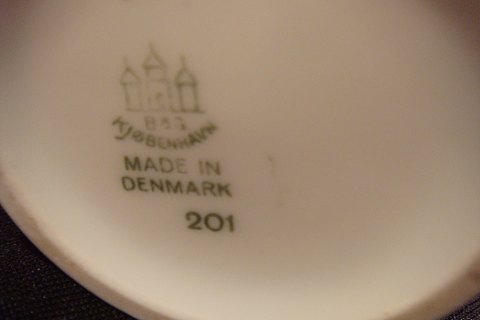 B&G
KJØBENHAVN
MADE IN
DENMARK
201